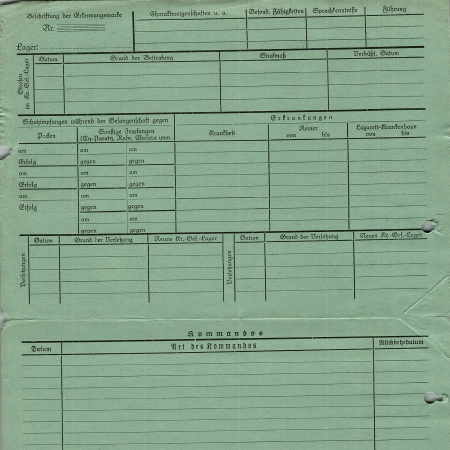 Beschriftung der Erkennungsmarke
Nr.
Lager:
Charaktereigenschaften u. a.
Besond. Fähigkeiten
Sprachkenntnisse
Führung
Strafen im Kr.-Gef.-Lager
Datum
Grund der Bestrafung
Strafmaß
Verbüßt, Datum
Schutzimpfungen während der Gefangenschaft gegen
Erkrankungen
Pocken
Sonstige Impfungen
(Ty-Paratyp, Ruhr, Cholera usw.)
Krankheit
Revier
von bis
Lazarett-Krankenhaus
von bis
am am am
Erfolg gegen gegen
am am am
Erfolg gegen gegen
am am am
Erfolg gegen gegen
am am
gegen gegen
Versetzungen
Datum
Grund der Versetzung
Neues Kr.-Gef.-Lager
Versetzungen
Datum
Grund der Versetzung
Neues Kr.-Gef.-Lager
Kommandos
Datum
Art des Kommandos
Rückkehrdatum